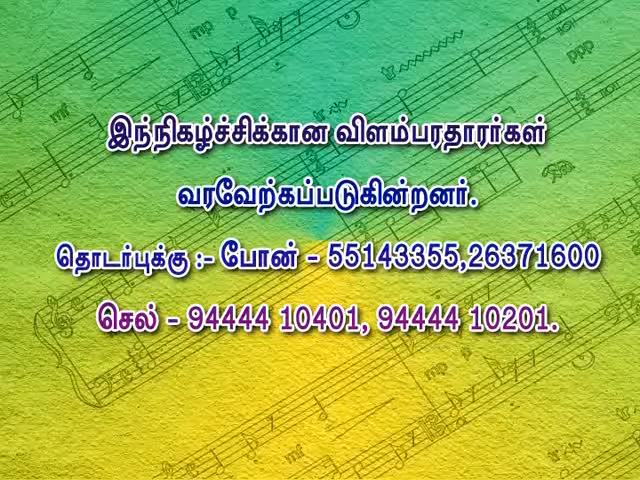 இந்நிகழ்ச்சிக்கான விளம்பரதாரர்கள்
வரவேற்கப்படுகின்றனர்.
தொடர்புக்கு :- போன் - 55143355,26371600
செல் - 94444 10401, 94444 10201.